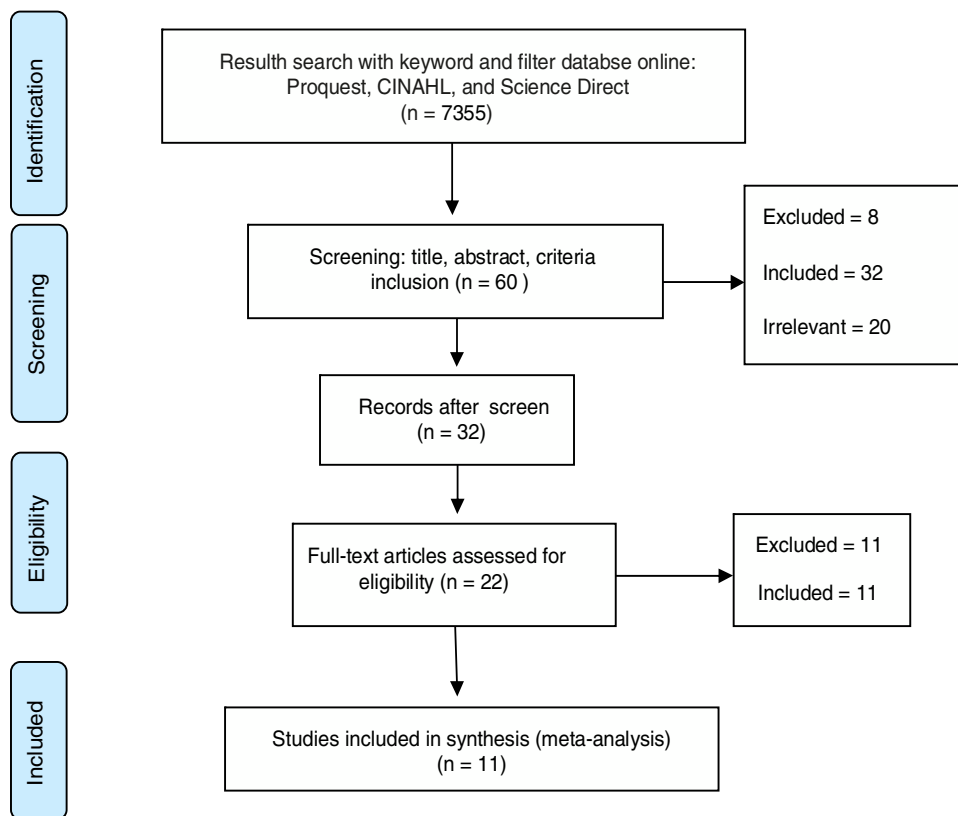 Identification
Resulth search with keyword and filter databse online:
Proquest, CINAHL, and Science Direct
(n = 7355)
Screening
Screening: title, abstract, criteria
inclusion (n = 60 )
Excluded = 8
Included = 32
Irrelevant = 20
Records after screen
(n = 32)
Eligibility
Full-text articles assessed for
eligibility (n = 22)
Excluded = 11
Included = 11
Included
Studies included in synthesis (meta-analysis)
(n = 11)